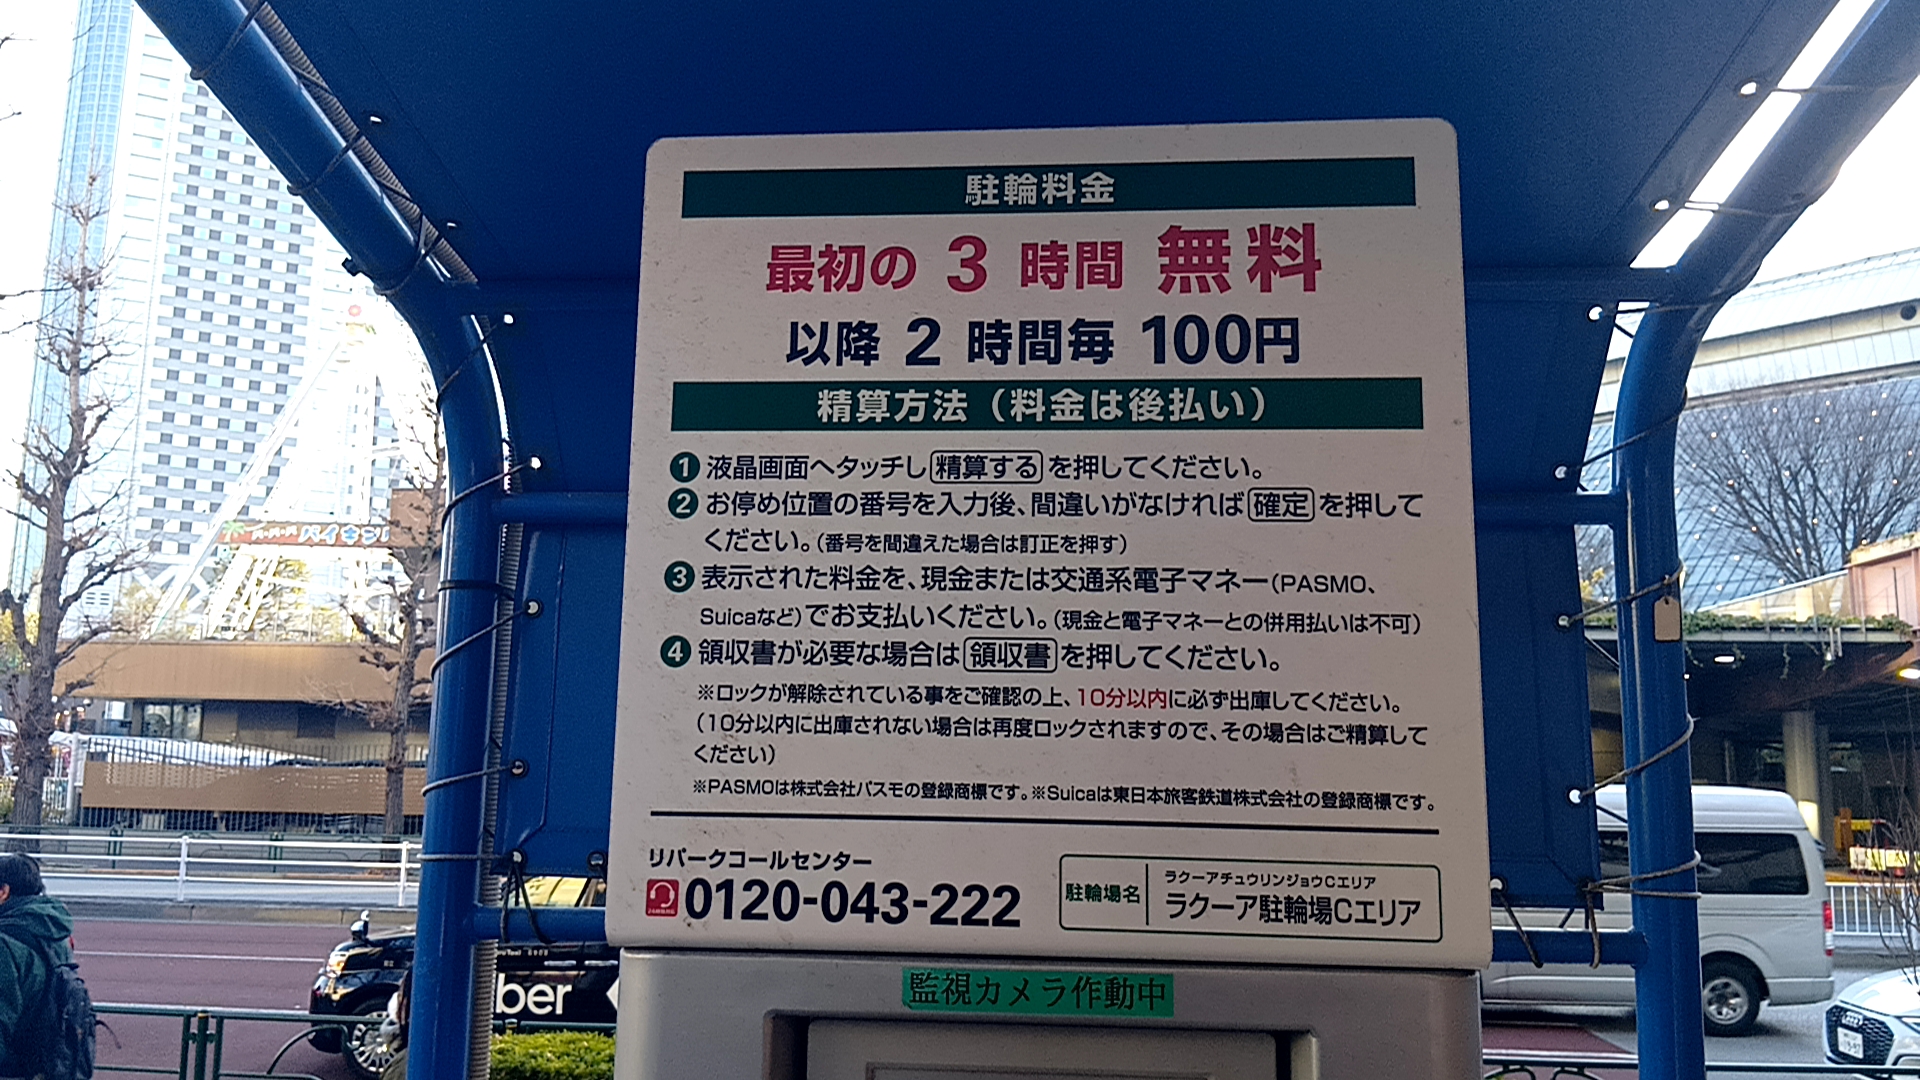 駐輪料金
最初の 3 時間 無料
以降 2 時間毎 100円
精算方法（料金は後払い）
❶ 液晶画面へタッチし 精算する を押してください。
❷ お停め位置の番号を入力後、間違いがなければ 確定 を押して
ください。（番号を間違えた場合は訂正を押す）
❸ 表示された料金を、現金または交通系電子マネー（PASMO、
Suicaなど）でお支払いください。（現金と電子マネーとの併用払いは不可）
❹ 領収書が必要な場合は 領収書 を押してください。
※ロックが解除されている事をご確認の上、10分以内に必ず出庫してください。
（10分以内に出庫されない場合は再度ロックされますので、その場合はご精算して
ください）
※PASMOは株式会社パスモの登録商標です。※Suicaは東日本旅客鉄道株式会社の登録商標です。
リパークコールセンター
0120-043-222
駐輪場名
ラクーアチュウリンジョウCエリア
ラクーア駐輪場Cエリア
監視カメラ作動中
ber